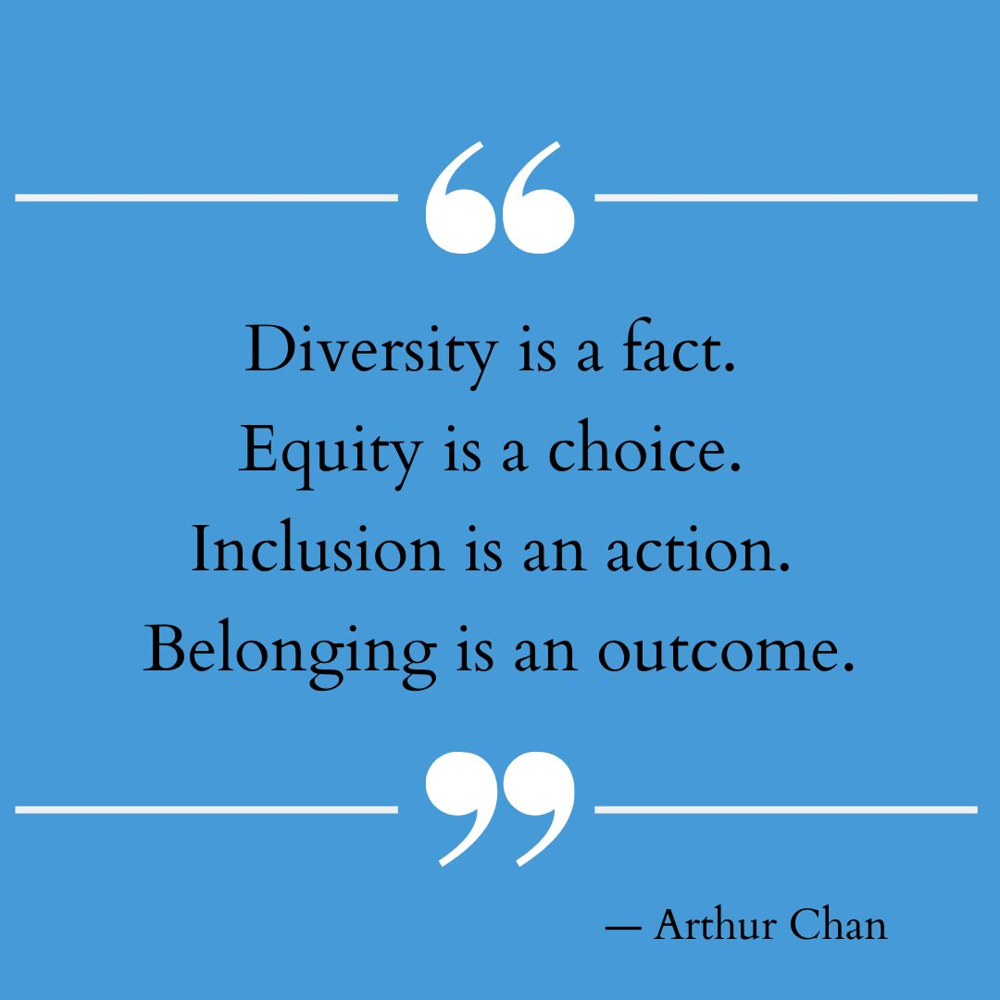 “
Diversity is a fact.
Equity is a choice.
Inclusion is an action.
Belonging is an outcome.
”
— Arthur Chan